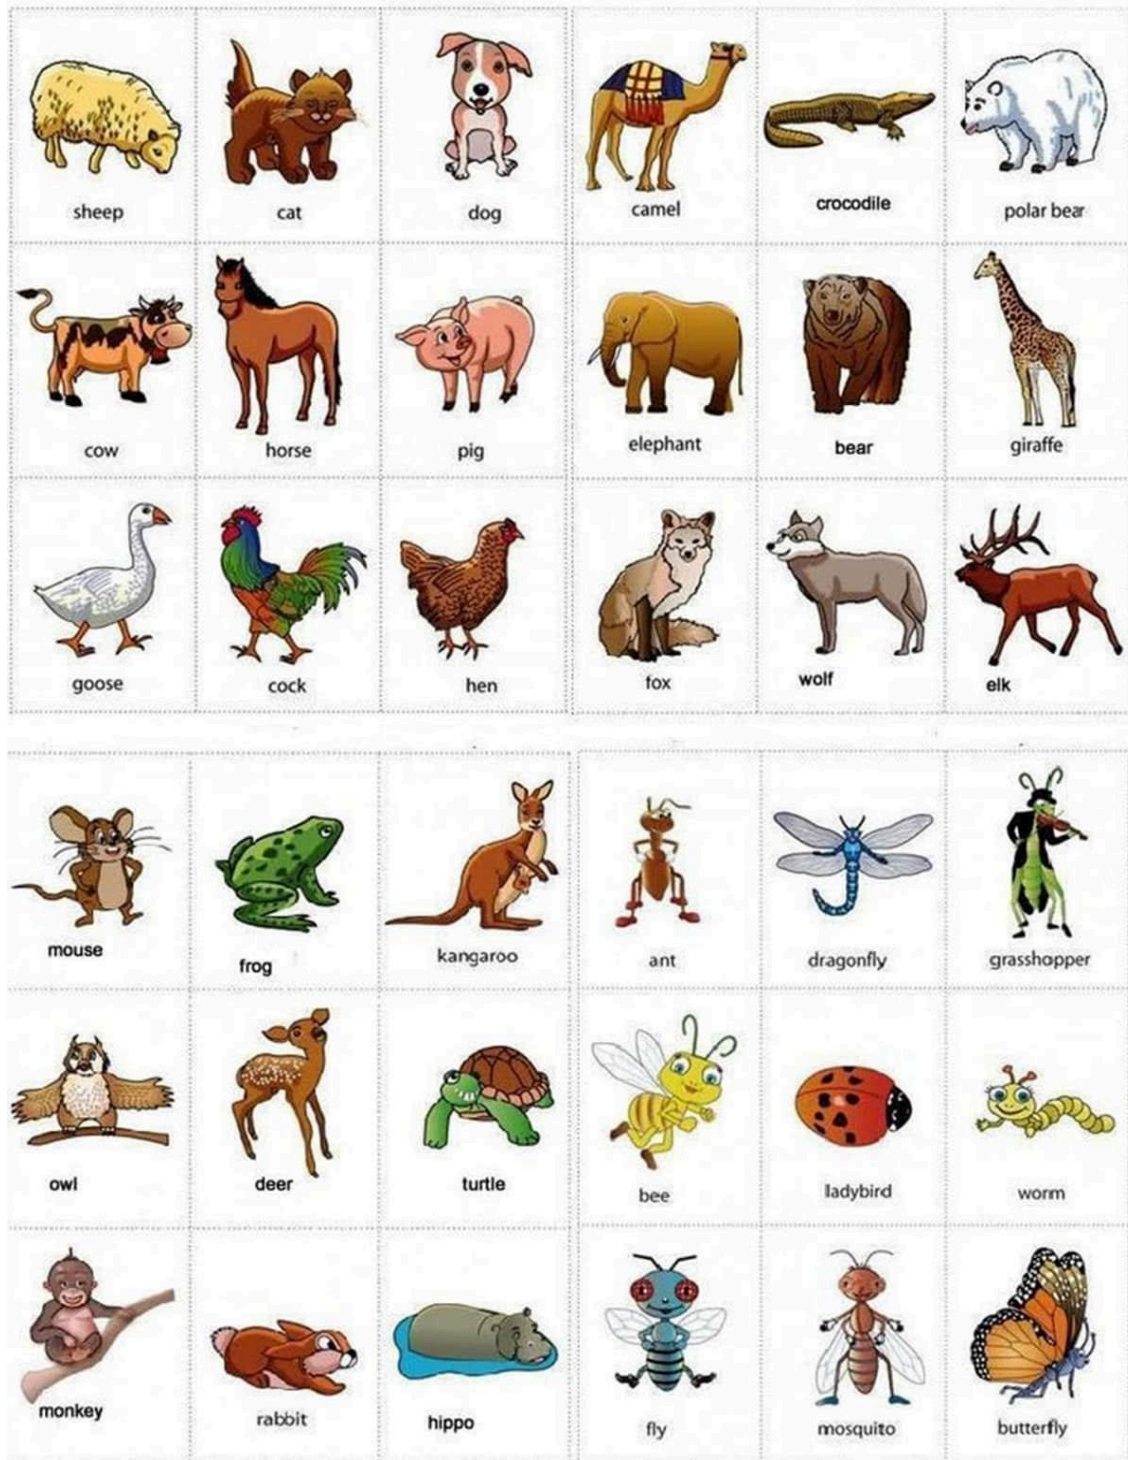 sheep
cat
dog
camel
crocodile
polar bear
cow
horse
pig
elephant
bear
giraffe
goose
cock
hen
fox
wolf
elk
mouse
frog
kangaroo
ant
dragonfly
grasshopper
owl
deer
turtle
bee
ladybird
worm
monkey
rabbit
hippo
fly
mosquito
butterfly